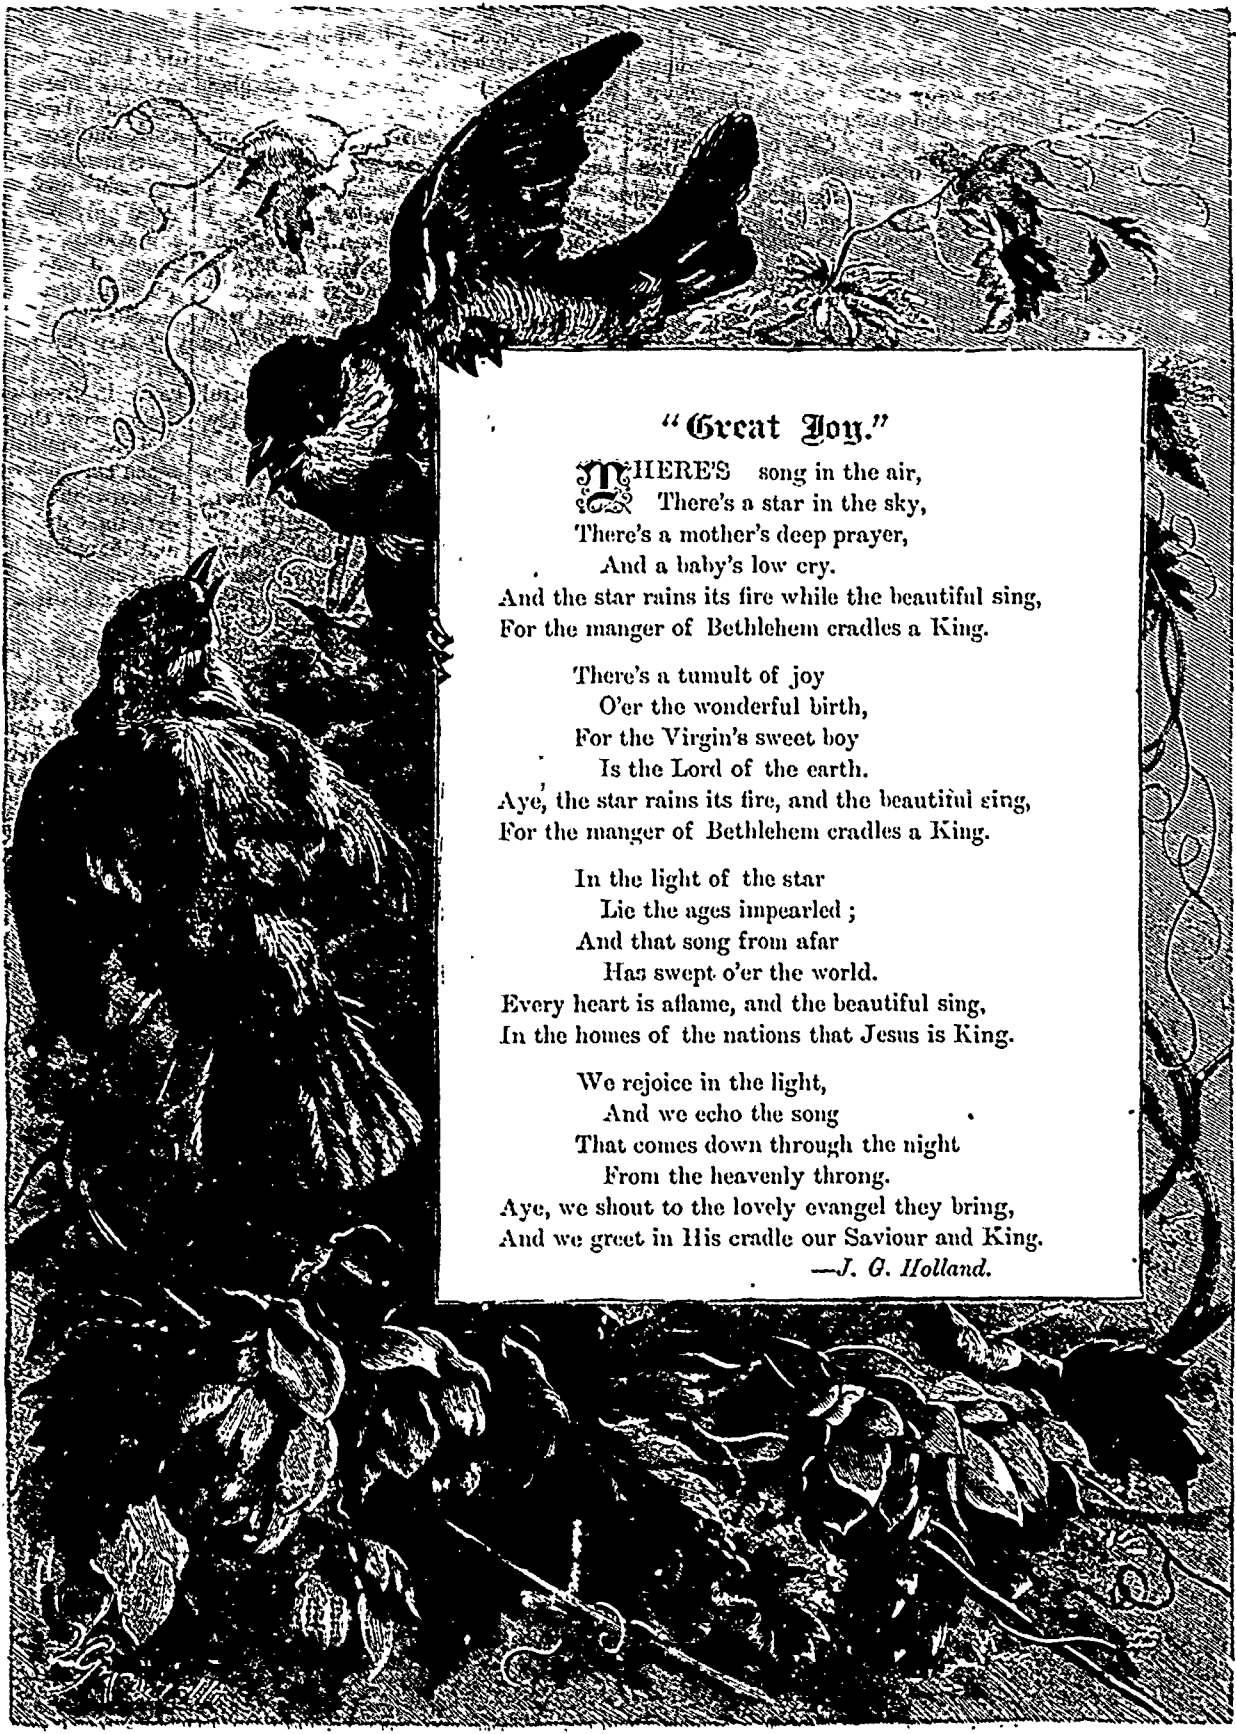 "Great Joy."
THERE'S song in the air,
There's a star in the sky,
There's a mother's deep prayer,
And a baby's low cry.
And the star rains its fire while the beautiful sing,
For the manger of Bethlehem cradles a King.
There's a tumult of joy
O'er the wonderful birth,
For the Virgin's sweet boy
Is the Lord of the earth.
Aye, the star rains its fire, and the beautiful sing,
For the manger of Bethlehem cradles a King.
In the light of the star
Lie the ages impearled ;
And that song from afar
Has swept o'er the world.
Every heart is aflame, and the beautiful sing,
In the homes of the nations that Jesus is King.
We rejoice in the light,
And we echo the song
That comes down through the night
From the heavenly throng.
Aye, we shout to the lovely evangel they bring,
And we greet in His cradle our Saviour and King.
—J. G. Holland.